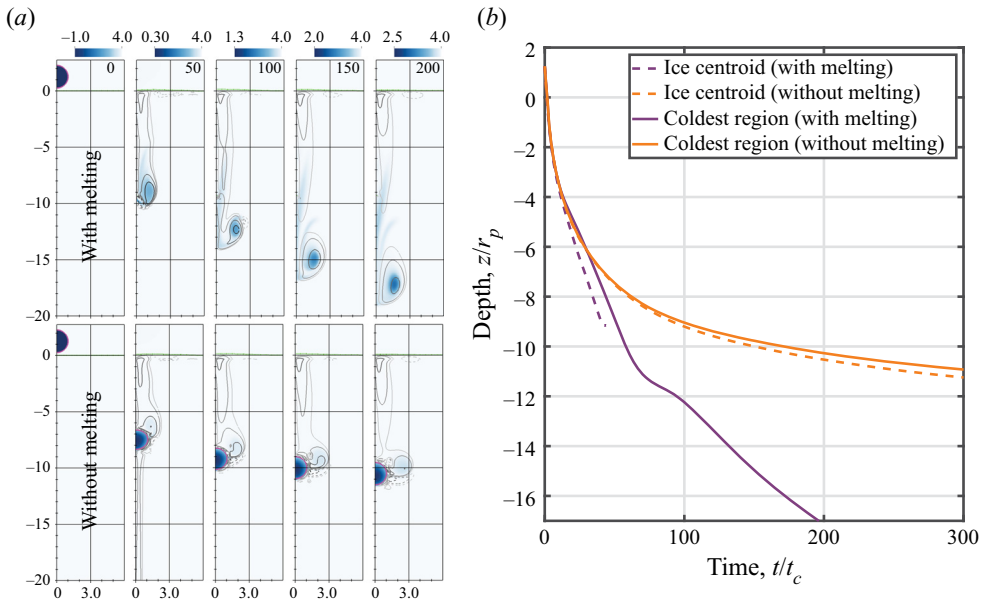 (a)
(b)
−1.0 4.0 0.30 4.0 1.3 4.0 2.0 4.0 2.5 4.0
0 50 100 150 200
0
−5
−10
−15
−20
With melting
0
−5
−10
−15
−20
Without melting
0 3.0 0 3.0 0 3.0 0 3.0 0 3.0
2
0
−2
−4
−6
−8
−10
−12
−14
−16
Depth, z/rp
Ice centroid (with melting)
Ice centroid (without melting)
Coldest region (with melting)
Coldest region (without melting)
0 100 200 300
Time, t/tc